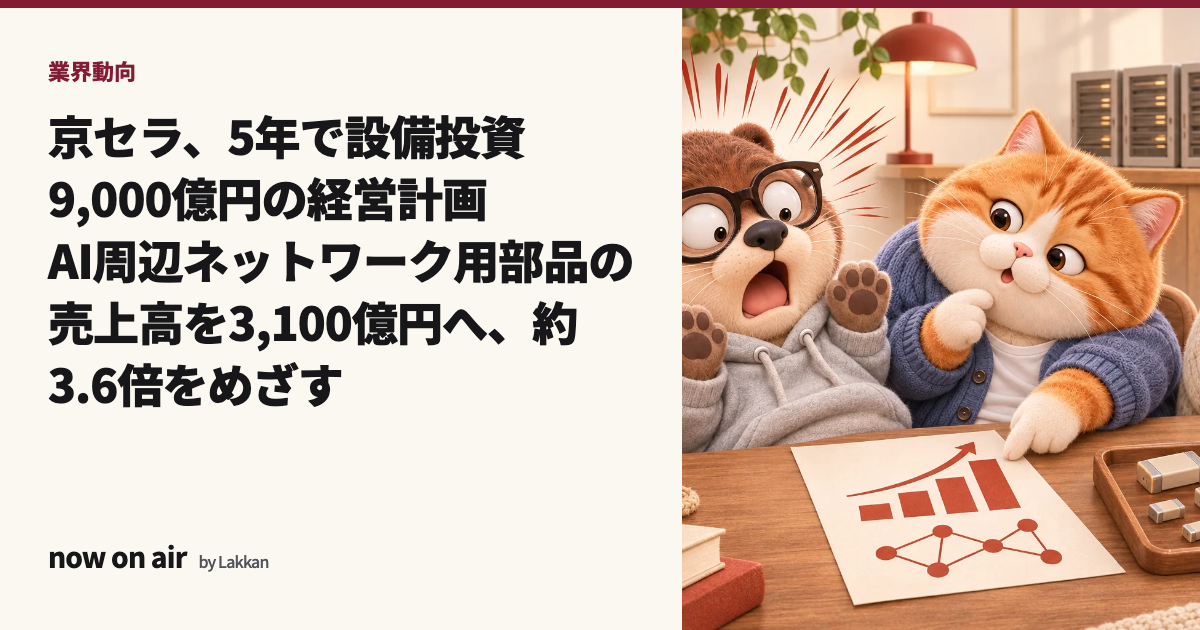 業界動向
京セラ、5年で設備投資
9,000億円の経営計画
AI周辺ネットワーク用部品の
売上高を3,100億円へ、約
3.6倍をめざす
now on air by Lakkan